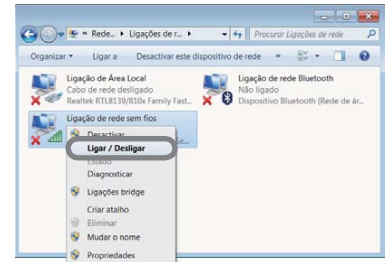 « Rede... ▸ Ligações de r... ▸
Procurar Ligações de rede
Organizar ▾ Ligar a Desactivar este dispositivo de rede »
Ligação de Área Local
Cabo de rede desligado
Realtek RTL8139/810x Family Fast...
Ligação de rede Bluetooth
Não ligado
Dispositivo Bluetooth (Rede de ár...
Ligação de rede sem fios
Desactivar
Ligar / Desligar
Estado
Diagnosticar
Ligações bridge
Criar atalho
Eliminar
Mudar o nome
Propriedades